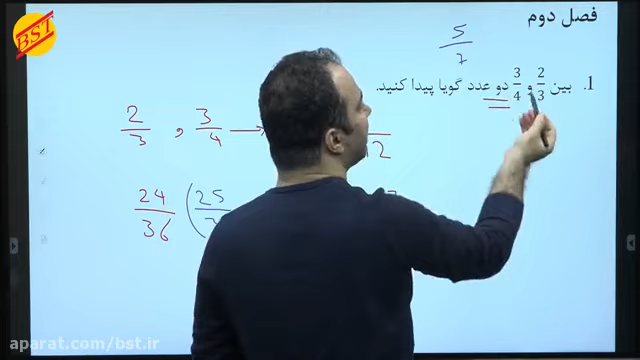 BST
فصل دوم
5/7
1. بین 2/3 و 3/4 دو عدد گویا پیدا کنید.
2/3 , 3/4 → 12
24/36 (25
aparat.com/bst.ir